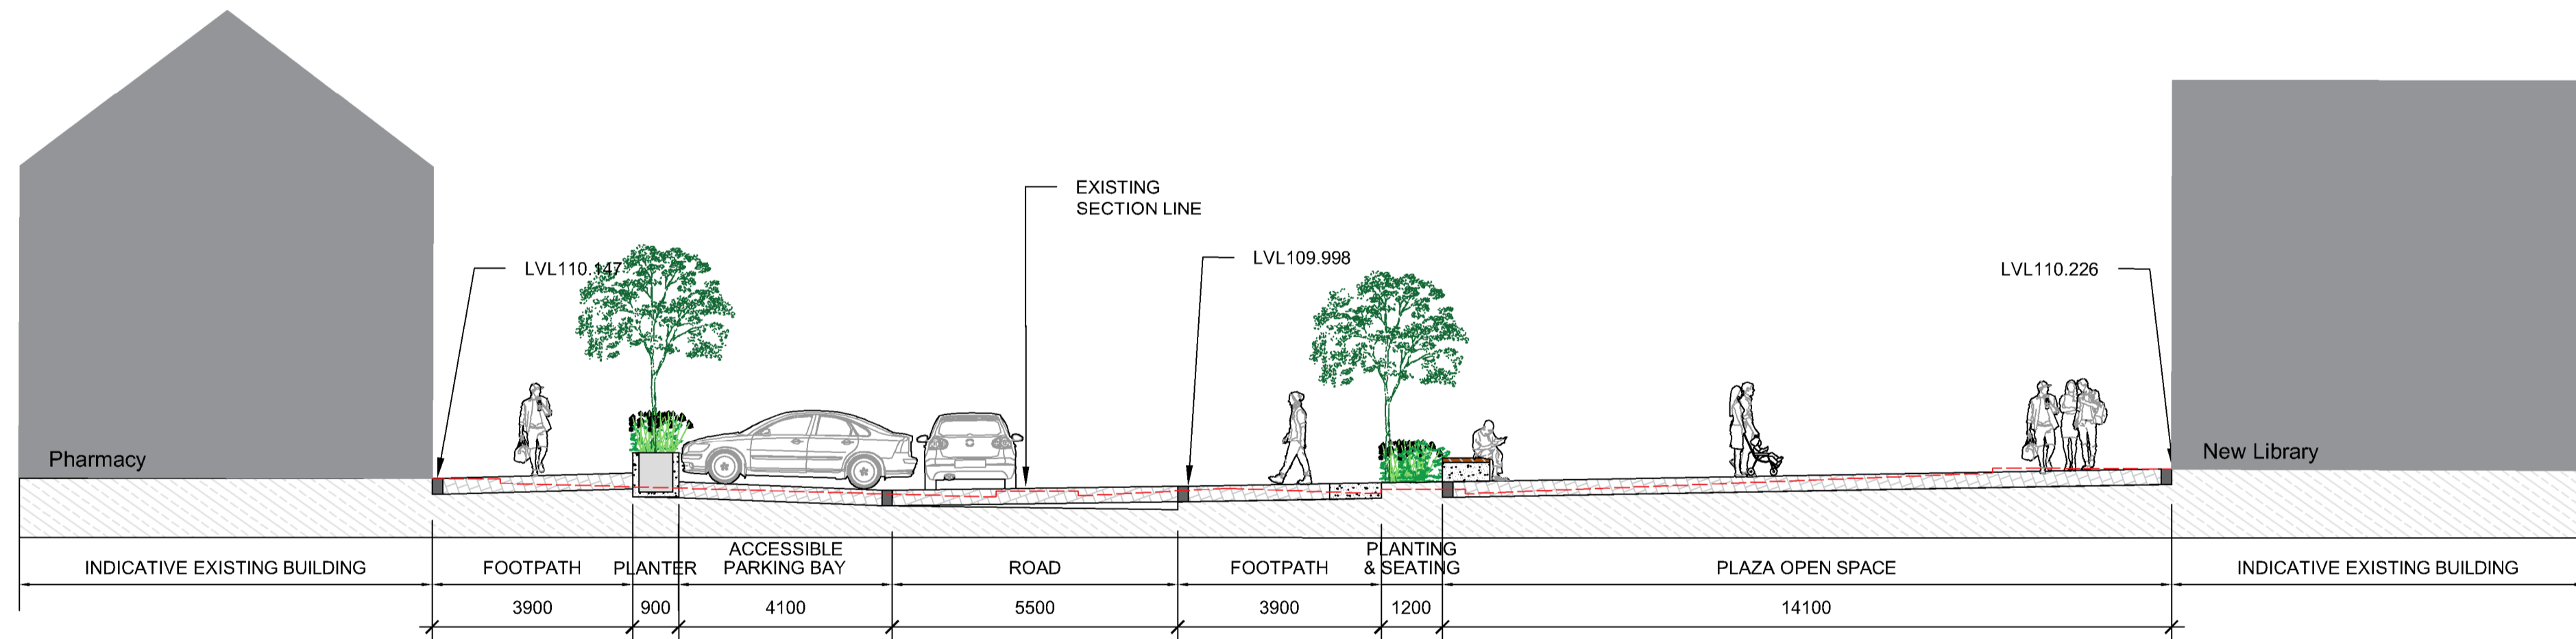 EXISTING
SECTION LINE
LVL110.147
LVL109.998
LVL110.226
Pharmacy
New Library
INDICATIVE EXISTING BUILDING
FOOTPATH
PLANTER
ACCESSIBLE
PARKING BAY
ROAD
FOOTPATH
PLANTING
& SEATING
PLAZA OPEN SPACE
INDICATIVE EXISTING BUILDING
3900
900
4100
5500
3900
1200
14100